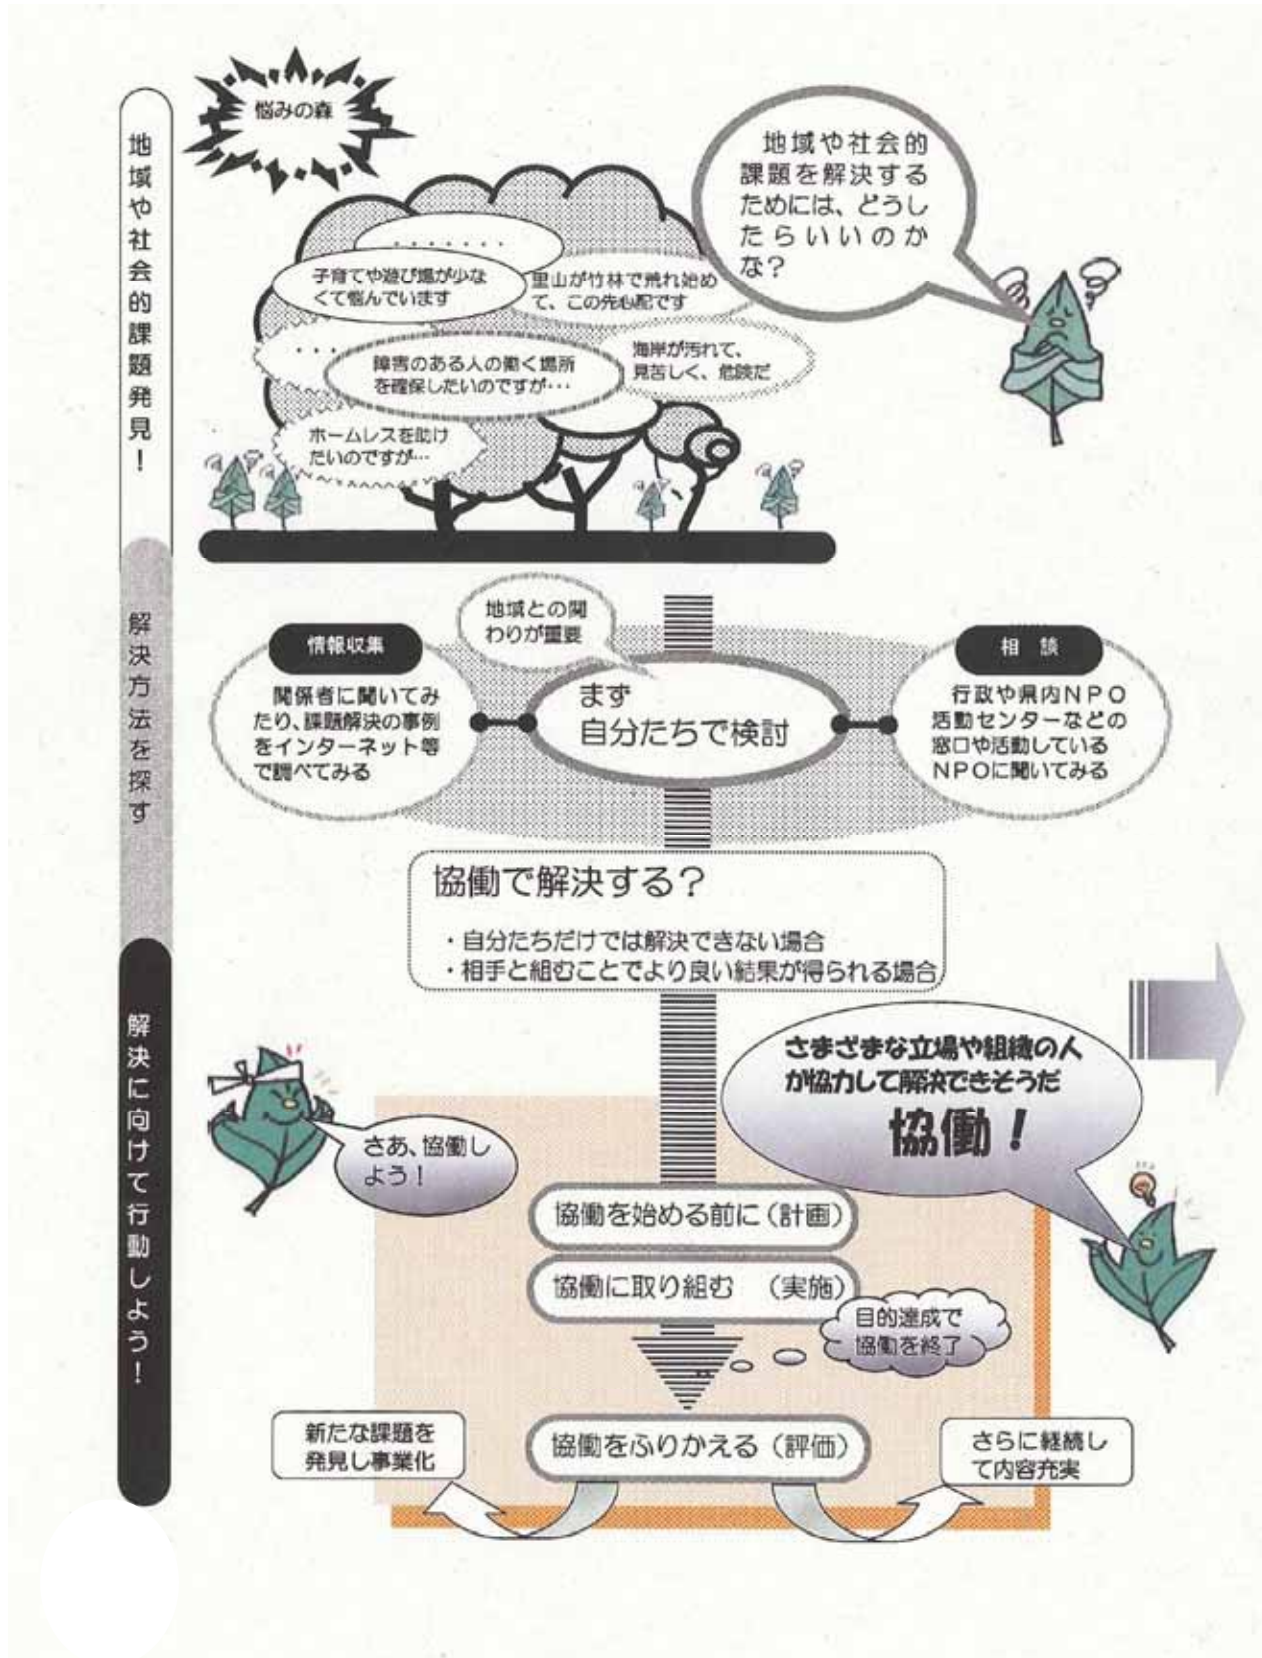 地域や社会的課題発見！
悩みの森
地域や社会的
課題を解決する
ためには、どうし
たらいいのか
な？
・・・・・・・
子育てや遊び場が少な
くて悩んでいます
里山が竹林で荒れ始め
て、この先心配です
・・・
障害のある人の働く場所
を確保したいのですが…
海岸が汚れて、
見苦しく、危険だ
ホームレスを助け
たいのですが…
解決方法を探す
地域との関
わりが重要
情報収集
関係者に聞いてみ
たり、課題解決の事例
をインターネット等
で調べてみる
まず
自分たちで検討
相 談
行政や県内NPO
活動センターなどの
窓口や活動している
NPOに聞いてみる
協働で解決する？
・自分たちだけでは解決できない場合
・相手と組むことでより良い結果が得られる場合
解決に向けて行動しよう！
さまざまな立場や組織の人
が協力して解決できそうだ
協働！
さあ、協働し
よう！
協働を始める前に（計画）
協働に取り組む （実施）
目的達成で
協働を終了
協働をふりかえる（評価）
新たな課題を
発見し事業化
さらに継続し
て内容充実